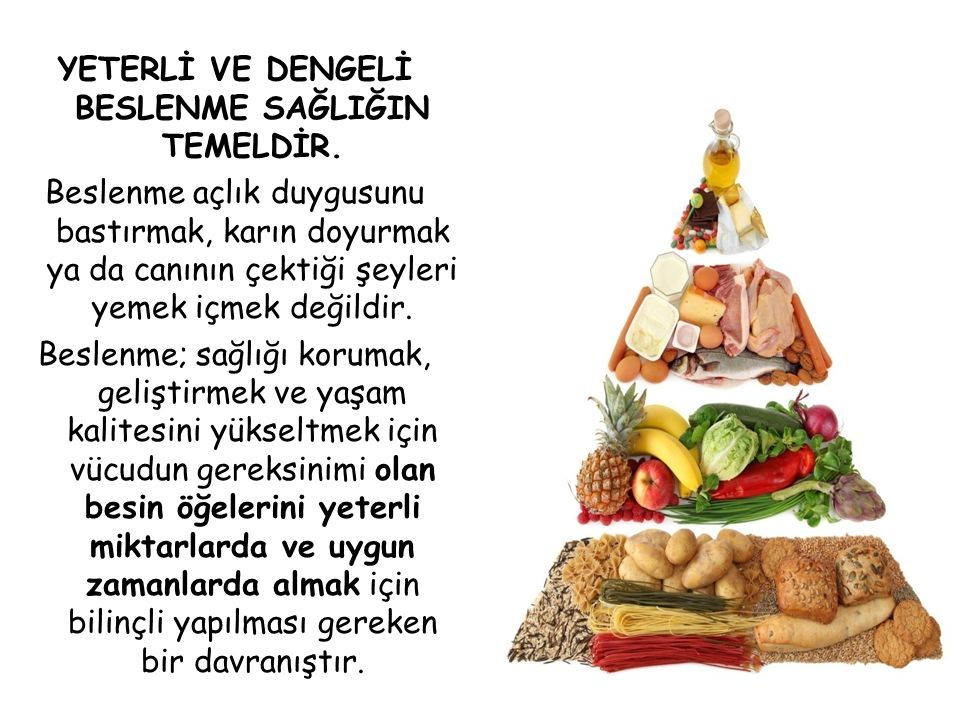 YETERLİ VE DENGELİ
BESLENME SAĞLIĞIN
TEMELDİR.
Beslenme açlık duygusunu
bastırmak, karın doyurmak
ya da canının çektiği şeyleri
yemek içmek değildir.
Beslenme; sağlığı korumak,
geliştirmek ve yaşam
kalitesini yükseltmek için
vücudun gereksinimi olan
besin öğelerini yeterli
miktarlarda ve uygun
zamanlarda almak için
bilinçli yapılması gereken
bir davranıştır.